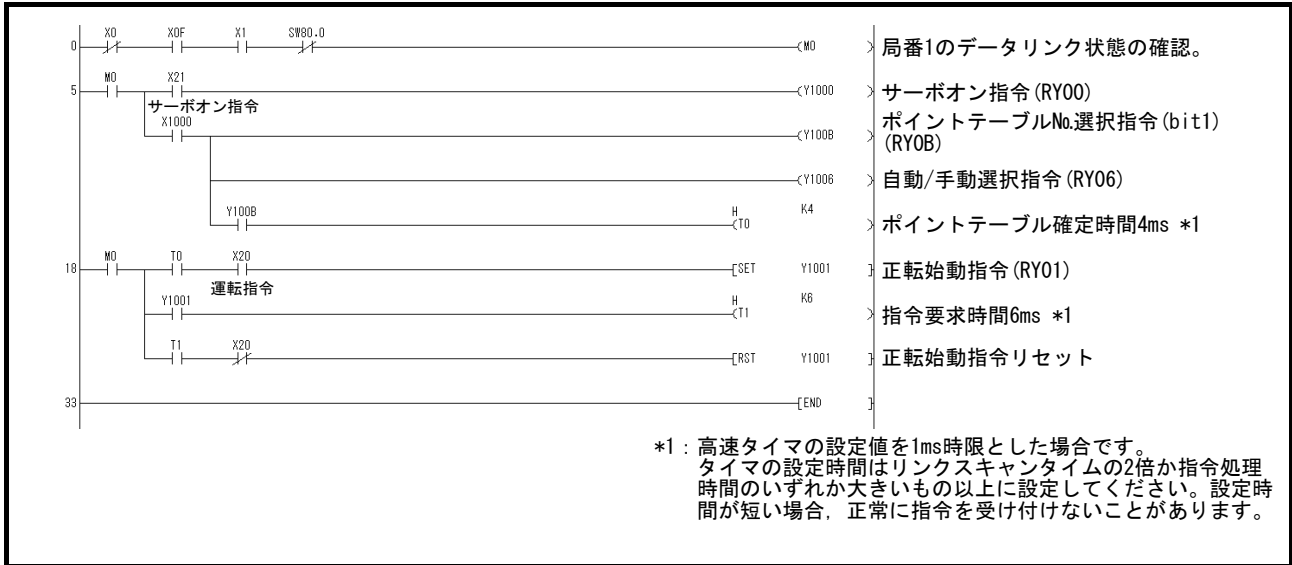 X0 X0F X1 SW80.0
0 (M0 ) 局番1のデータリンク状態の確認。
M0 X21
5 (Y1000 ) サーボオン指令(RY00)
サーボオン指令
X1000
(Y100B ) ポイントテーブル№選択指令(bit1)
(RY0B)
(Y1006 ) 自動/手動選択指令(RY06)
Y100B H K4
(T0 ) ポイントテーブル確定時間4ms *1
M0 T0 X20
18 [SET Y1001 ] 正転始動指令(RY01)
運転指令
Y1001 H K6
(T1 ) 指令要求時間6ms *1
T1 X20
[RST Y1001 ] 正転始動指令リセット
33 [END ]
*1：高速タイマの設定値を1ms時限とした場合です。
タイマの設定時間はリンクスキャンタイムの2倍か指令処理
時間のいずれか大きいもの以上に設定してください。設定時
間が短い場合，正常に指令を受け付けないことがあります。